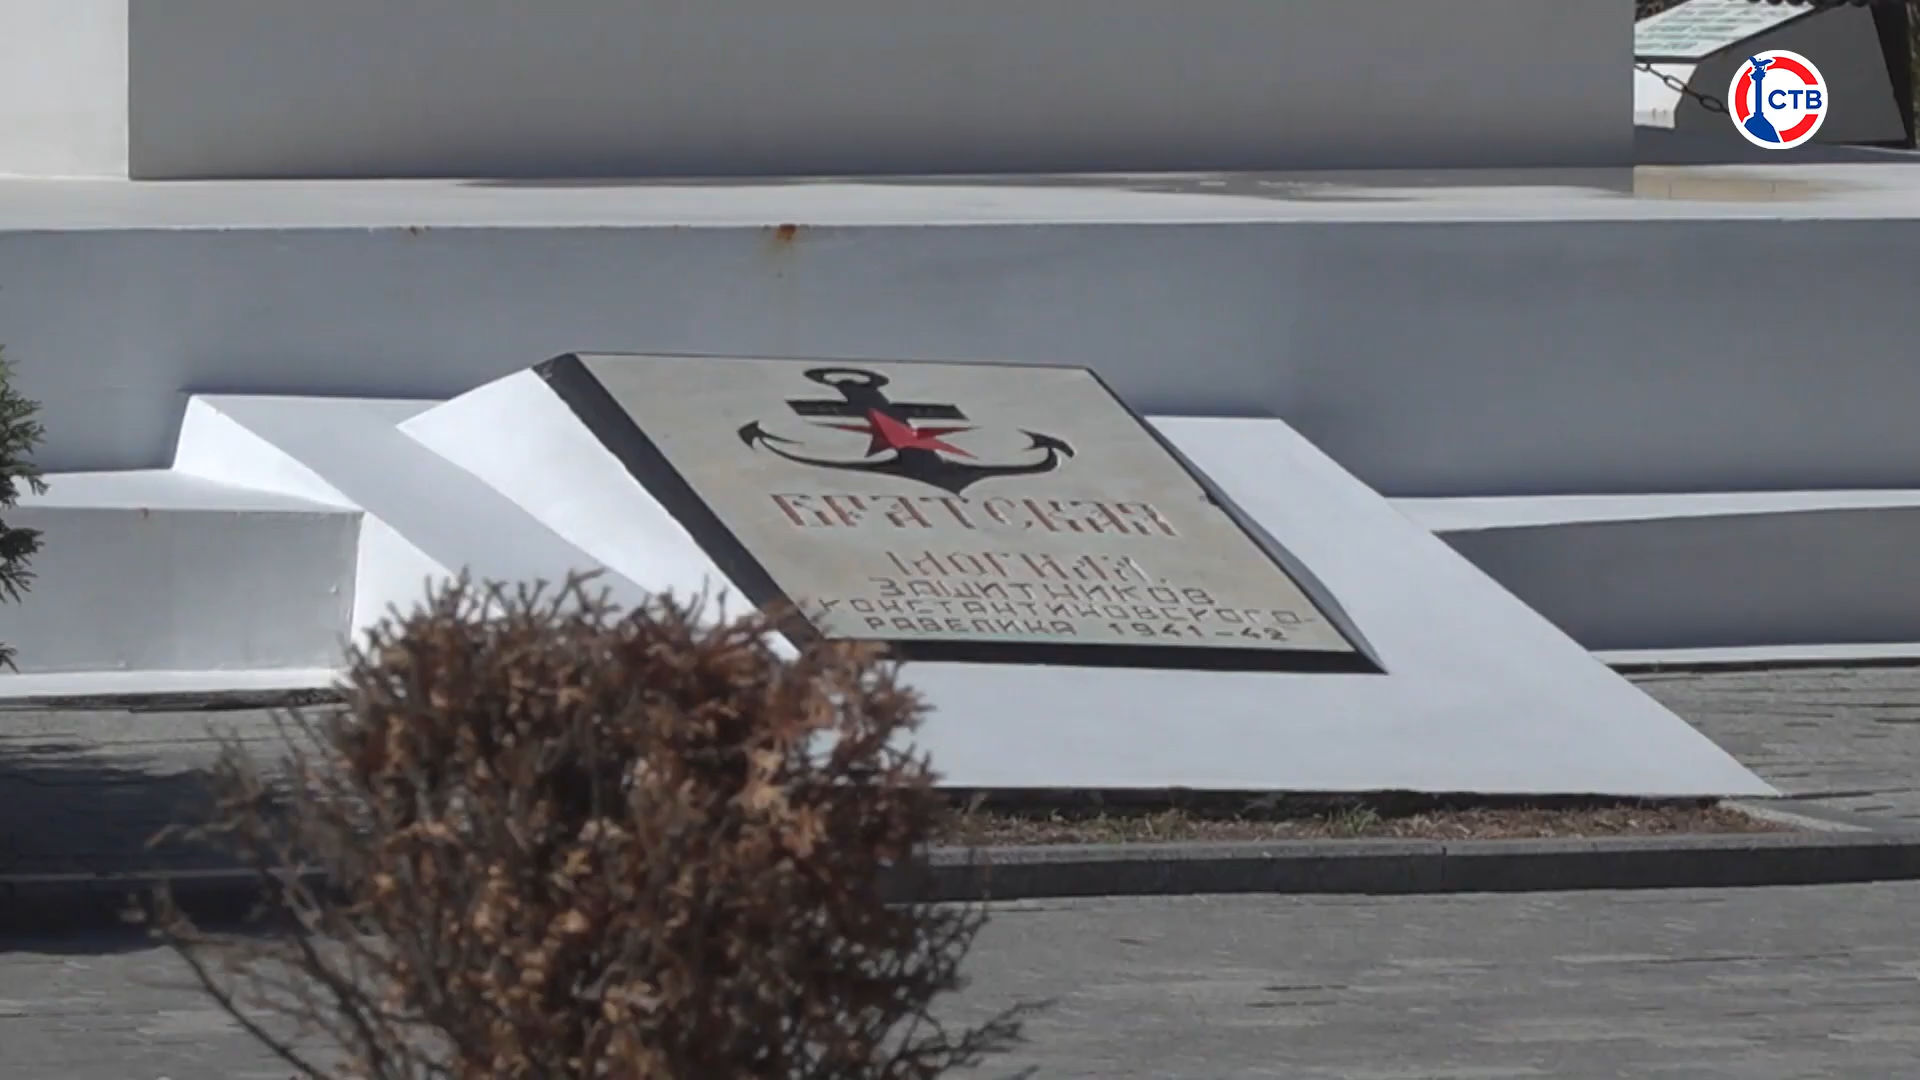 СТВ
БРАТСКАЯ
МОГИЛА
ЗАЩИТНИКОВ
КОНСТАНТИНОВСКОГО
РАВЕЛИНА 1941-42